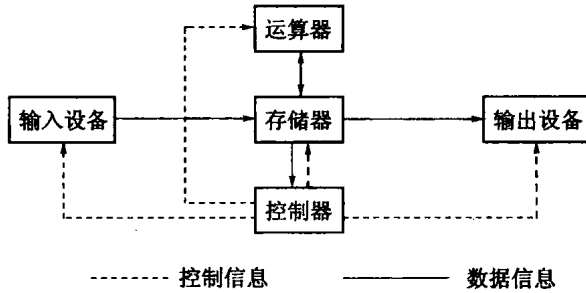 运算器
输入设备
存储器
输出设备
控制器
控制信息
数据信息